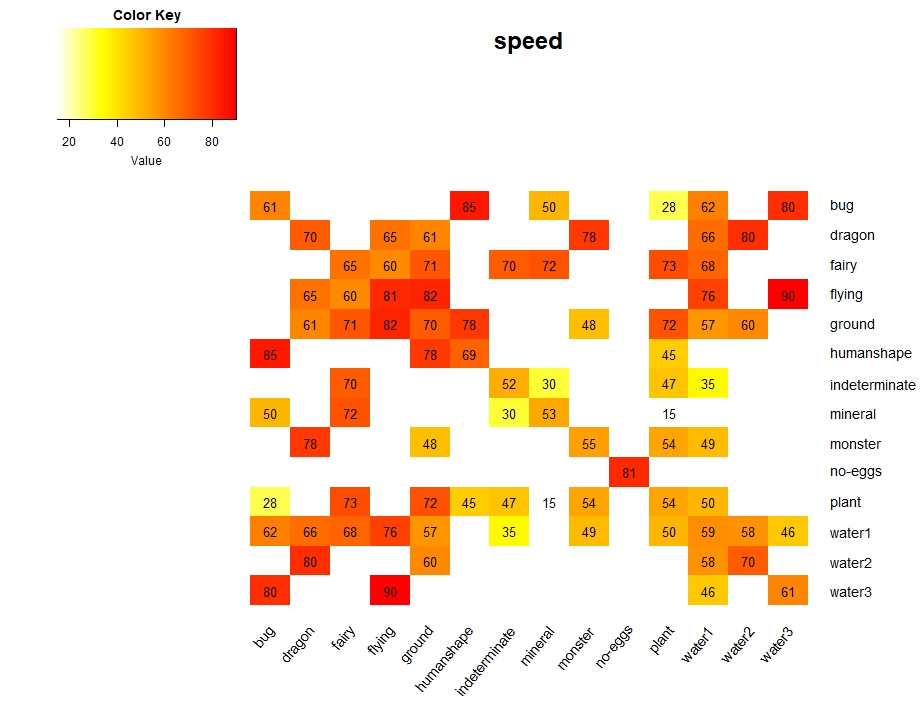 Color Key
speed
20 40 60 80
Value
61 85 50 28 62 80 bug
70 65 61 78 66 80 dragon
65 60 71 70 72 73 68 fairy
65 60 81 82 76 90 flying
61 71 82 70 78 48 72 57 60 ground
85 78 69 45 humanshape
70 52 30 47 35 indeterminate
50 72 30 53 15 mineral
78 48 55 54 49 monster
81 no-eggs
28 73 72 45 47 15 54 54 50 plant
62 66 68 76 57 35 49 50 59 58 46 water1
80 60 58 70 water2
80 90 46 61 water3
bug dragon fairy flying ground humanshape indeterminate mineral monster no-eggs plant water1 water2 water3